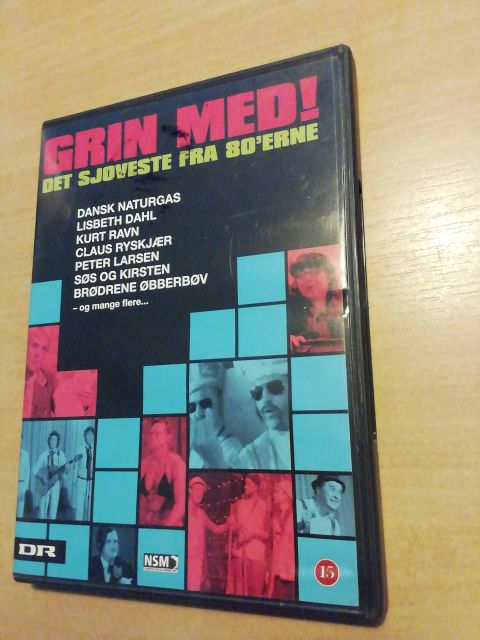 GRIN MED!
DET SJOVESTE FRA 80'ERNE
DANSK NATURGAS
LISBETH DAHL
KURT RAVN
CLAUS RYSKJÆR
PETER LARSEN
SØS OG KIRSTEN
BRØDRENE ØBBERBØV
– og mange flere...
DR
NSM
15